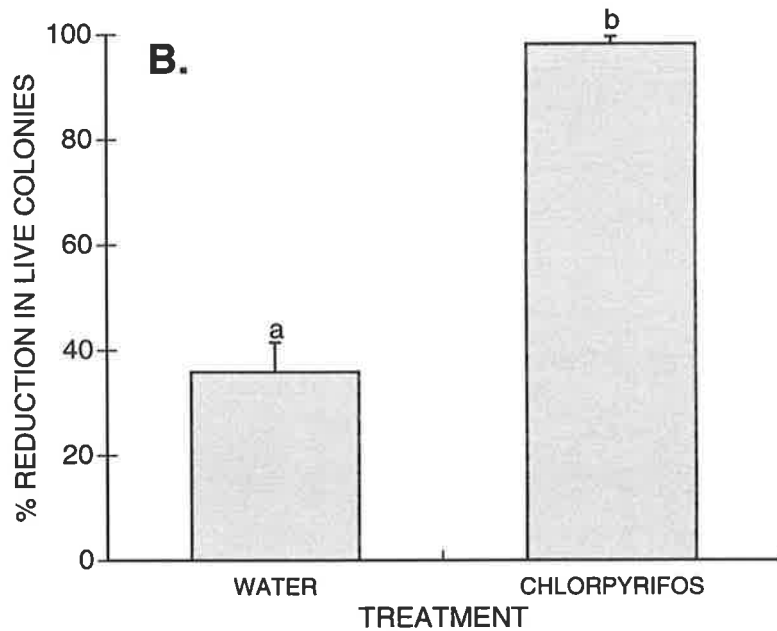 100
B.
b
% REDUCTION IN LIVE COLONIES
80
60
a
40
20
0
WATER CHLORPYRIFOS
TREATMENT